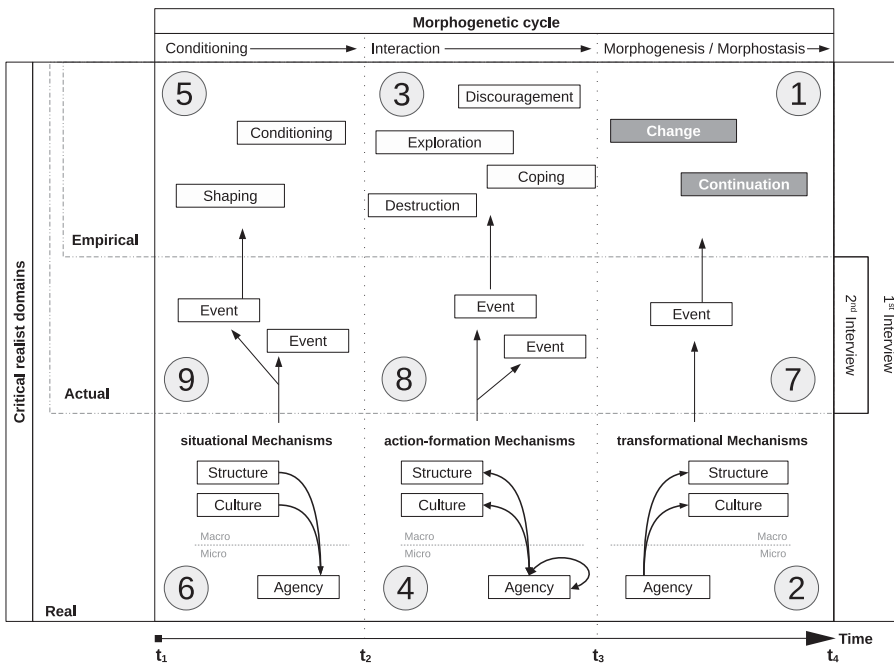 Morphogenetic cycle
Conditioning
Interaction
Morphogenesis / Morphostasis
Critical realist domains
5
3
1
Discouragement
Conditioning
Change
Exploration
Coping
Continuation
Shaping
Destruction
Empirical
Event
Event
Event
Event
Event
2nd Interview
1st Interview
9
8
7
Actual
situational Mechanisms
action-formation Mechanisms
transformational Mechanisms
Structure
Structure
Structure
Culture
Culture
Culture
Macro
Macro
Macro
Micro
Micro
Micro
6
Agency
4
Agency
Agency
2
Real
Time
t1
t2
t3
t4